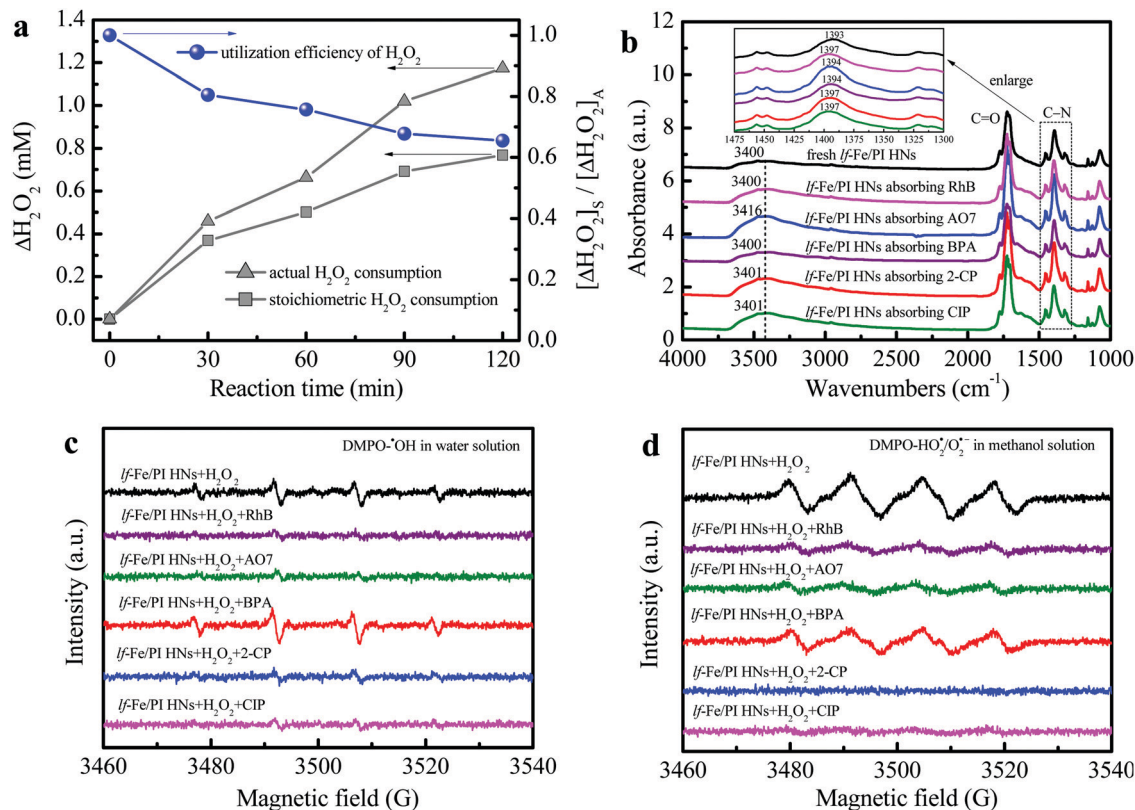 a
utilization efficiency of H2O2
actual H2O2 consumption
stoichiometric H2O2 consumption
ΔH2O2 (mM)
1.4
1.2
1.0
0.8
0.6
0.4
0.2
0.0
[ΔH2O2]S / [ΔH2O2]A
1.0
0.8
0.6
0.4
0.2
0.0
0 30 60 90 120
Reaction time (min)
b
Absorbance (a.u.)
12
10
8
6
4
2
0
1393
1397
1394
1394
1397
1397
1475 1450 1425 1400 1375 1350 1325 1300
enlarge
C=O
C–N
fresh lf-Fe/PI HNs
3400
lf-Fe/PI HNs absorbing RhB
3400
lf-Fe/PI HNs absorbing AO7
3416
lf-Fe/PI HNs absorbing BPA
3400
lf-Fe/PI HNs absorbing 2-CP
3401
lf-Fe/PI HNs absorbing CIP
3401
4000 3500 3000 2500 2000 1500 1000
Wavenumbers (cm-1)
c
DMPO-•OH in water solution
lf-Fe/PI HNs+H2O2
lf-Fe/PI HNs+H2O2+RhB
lf-Fe/PI HNs+H2O2+AO7
lf-Fe/PI HNs+H2O2+BPA
lf-Fe/PI HNs+H2O2+2-CP
lf-Fe/PI HNs+H2O2+CIP
Intensity (a.u.)
3460 3480 3500 3520 3540
Magnetic field (G)
d
DMPO-HO2•/O2•− in methanol solution
lf-Fe/PI HNs+H2O2
lf-Fe/PI HNs+H2O2+RhB
lf-Fe/PI HNs+H2O2+AO7
lf-Fe/PI HNs+H2O2+BPA
lf-Fe/PI HNs+H2O2+2-CP
lf-Fe/PI HNs+H2O2+CIP
Intensity (a.u.)
3460 3480 3500 3520 3540
Magnetic field (G)